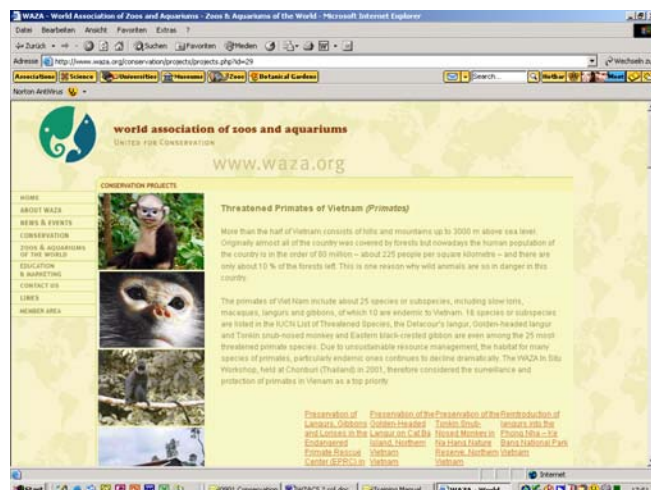 WAZA - World Association of Zoos and Aquariums - Zoos & Aquariums of the World - Microsoft Internet Explorer
Datei Bearbeiten Ansicht Favoriten Extras ?
Zurück Suchen Favoriten Medien
Adresse http://www.waza.org/conservation/projects/projects.php?id=29 Wechseln zu
Associations Science Universities Museums Zoos Botanical Gardens Search... Hotbar
Norton AntiVirus
world association of zoos and aquariums
UNITED FOR CONSERVATION
www.waza.org
CONSERVATION PROJECTS
HOME
ABOUT WAZA
NEWS & EVENTS
CONSERVATION
ZOOS & AQUARIUMS
OF THE WORLD
EDUCATION
& MARKETING
CONTACT US
LINKS
MEMBER AREA
Threatened Primates of Vietnam (Primates)
More than the half of Vietnam consists of hills and mountains up to 3000 m above sea level.
Originally almost all of the country was covered by forests but nowadays the human population of
the country is in the order of 80 million – about 225 people per square kilometre – and there are
only about 10 % of the forests left. This is one reason why wild animals are so in danger in this
country.
The primates of Viet Nam include about 25 species or subspecies, including slow loris,
macaques, langurs and gibbons, of which 10 are endemic to Vietnam. 16 species or subspecies
are listed in the IUCN List of Threatened Species, the Delacour's langur, Golden-headed langur
and Tonkin snub-nosed monkey and Eastern black-crested gibbon are even among the 25 most
threatened primate species. Due to unsustainable resource management, the habitat for many
species of primates, particularly endemic ones continues to decline dramatically. The WAZA In Situ
Workshop, held at Chonburi (Thailand) in 2001, therefore considered the surveillance and
protection of primates in Vienam as a top priority.
Preservation of Langurs, Gibbons and Lorises in the Endangered Primate Rescue Center (EPRC) in
Preservation of the Golden-Headed Langur on Cat Ba Island, Northern Vietnam
Preservation of the Tonkin Snub-Nosed Monkey in Na Hang Nature Reserve, Northern Vietnam
Reintroduction of langurs into the Phong Nha – Ke Bang National Park Vietnam
Internet